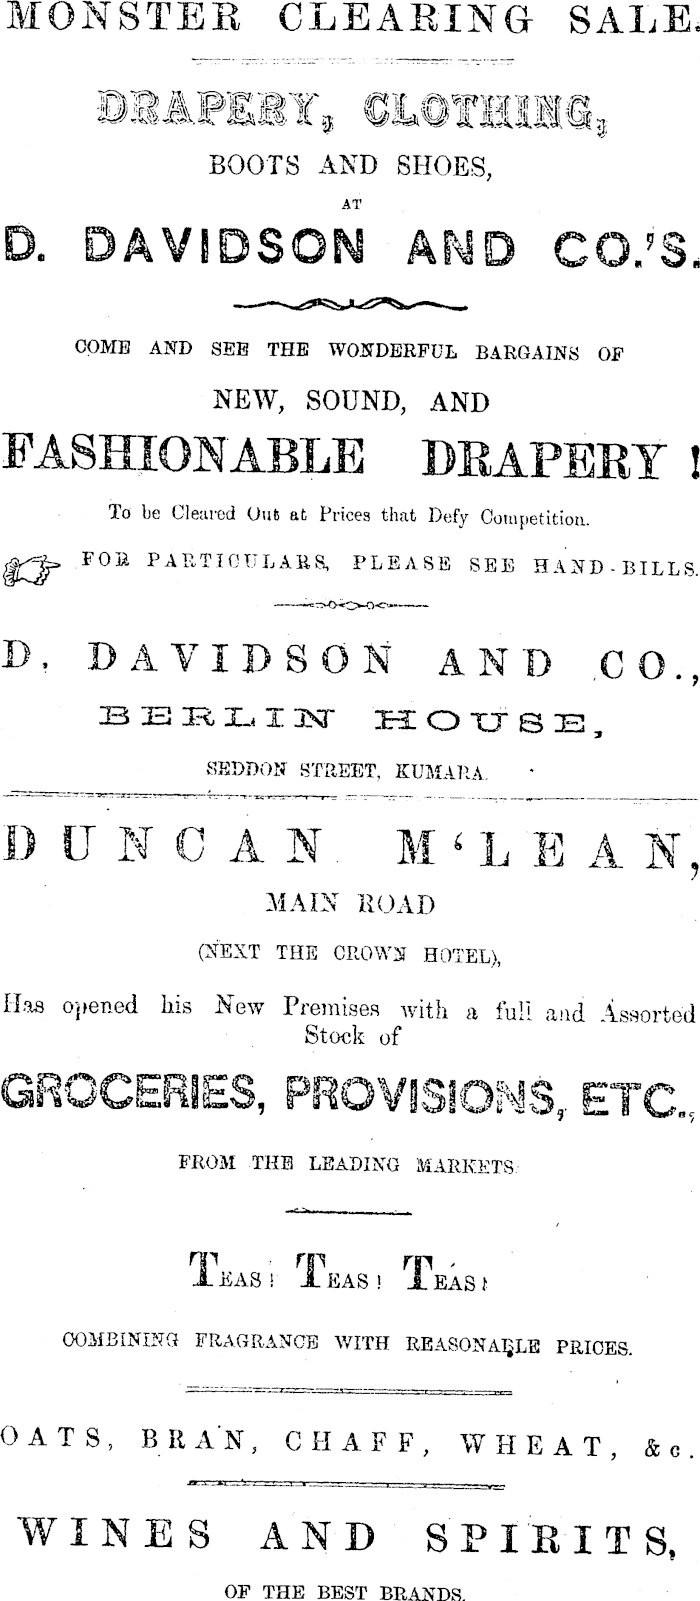 MONSTER CLEARING SALE.
DRAPERY, CLOTHING,
BOOTS AND SHOES,
AT
D. DAVIDSON AND CO.'S.
COME AND SEE THE WONDERFUL BARGAINS OF
NEW, SOUND, AND
FASHIONABLE DRAPERY !
To be Cleared Out at Prices that Defy Competition.
FOR PARTICULARS, PLEASE SEE HAND-BILLS.
D. DAVIDSON AND CO.,
BERLIN HOUSE,
SEDDON STREET, KUMARA.
DUNCAN M‘LEAN,
MAIN ROAD
(NEXT THE CROWN HOTEL),
Has opened his New Premises with a full and Assorted
Stock of
GROCERIES, PROVISIONS, ETC.,
FROM THE LEADING MARKETS
TEAS! TEAS! TEAS!
COMBINING FRAGRANCE WITH REASONABLE PRICES.
OATS, BRAN, CHAFF, WHEAT, &c.
WINES AND SPIRITS,
OF THE BEST BRANDS.